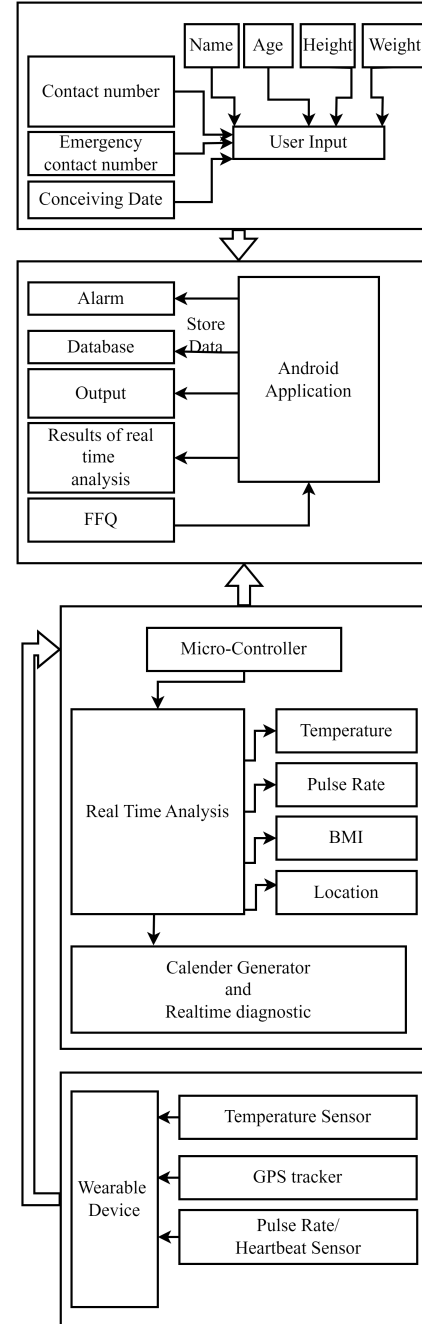 Name
Age
Height
Weight
Contact number
Emergency
contact number
Conceiving Date
User Input
Alarm
Store
Data
Database
Output
Results of real
time
analysis
FFQ
Android
Application
Micro-Controller
Real Time Analysis
Temperature
Pulse Rate
BMI
Location
Calender Generator
and
Realtime diagnostic
Wearable
Device
Temperature Sensor
GPS tracker
Pulse Rate/
Heartbeat Sensor